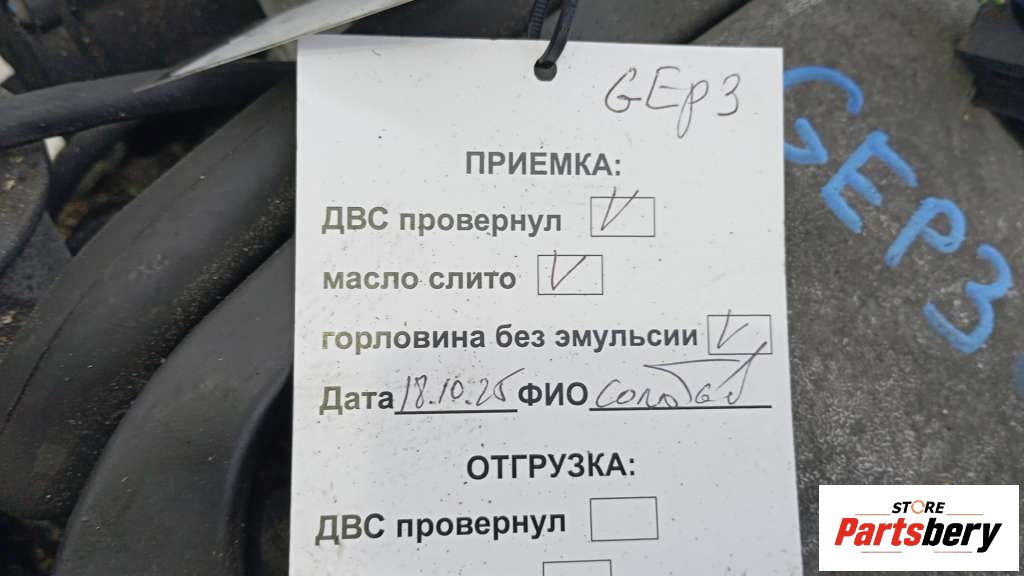 GEP3
ПРИЕМКА:
ДВС провернул V
масло слито V
горловина без эмульсии V
Дата 18.10.25 ФИО
ОТГРУЗКА:
ДВС провернул
GEP3
STORE
Partsbery